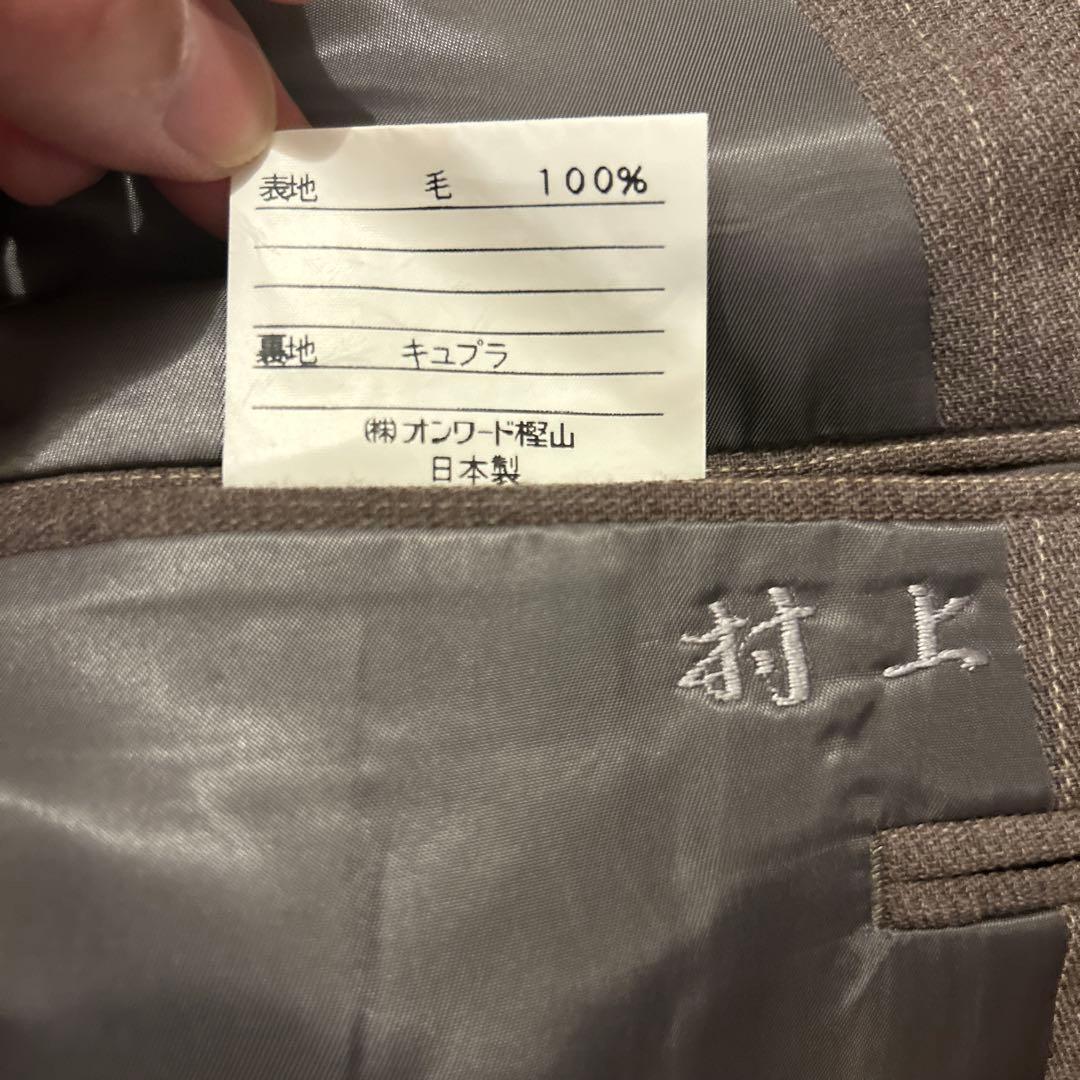 表地 毛 100%
裏地 キュプラ
(株)オンワード樫山
日本製
村上